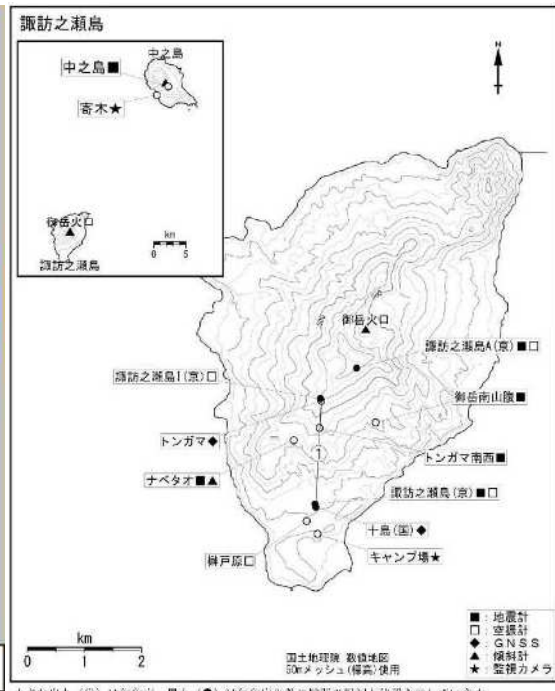 諏訪之瀬島
中之島
中之島■
寄木★
御岳火口
諏訪之瀬島
km
0 5
N
御岳火口
諏訪之瀬島A(京)■□
諏訪之瀬島I(京)□
御岳南山腹■
トンガマ◆
①
トンガマ南西■
ナベタオ■▲
諏訪之瀬島(京)■□
十島(国)◆
榊戸原□
キャンプ場★
km
0 1 2
国土地理院 数値地図
50mメッシュ(標高)使用
■:地震計
□:空振計
◆:GNSS
▲:傾斜計
★:監視カメラ